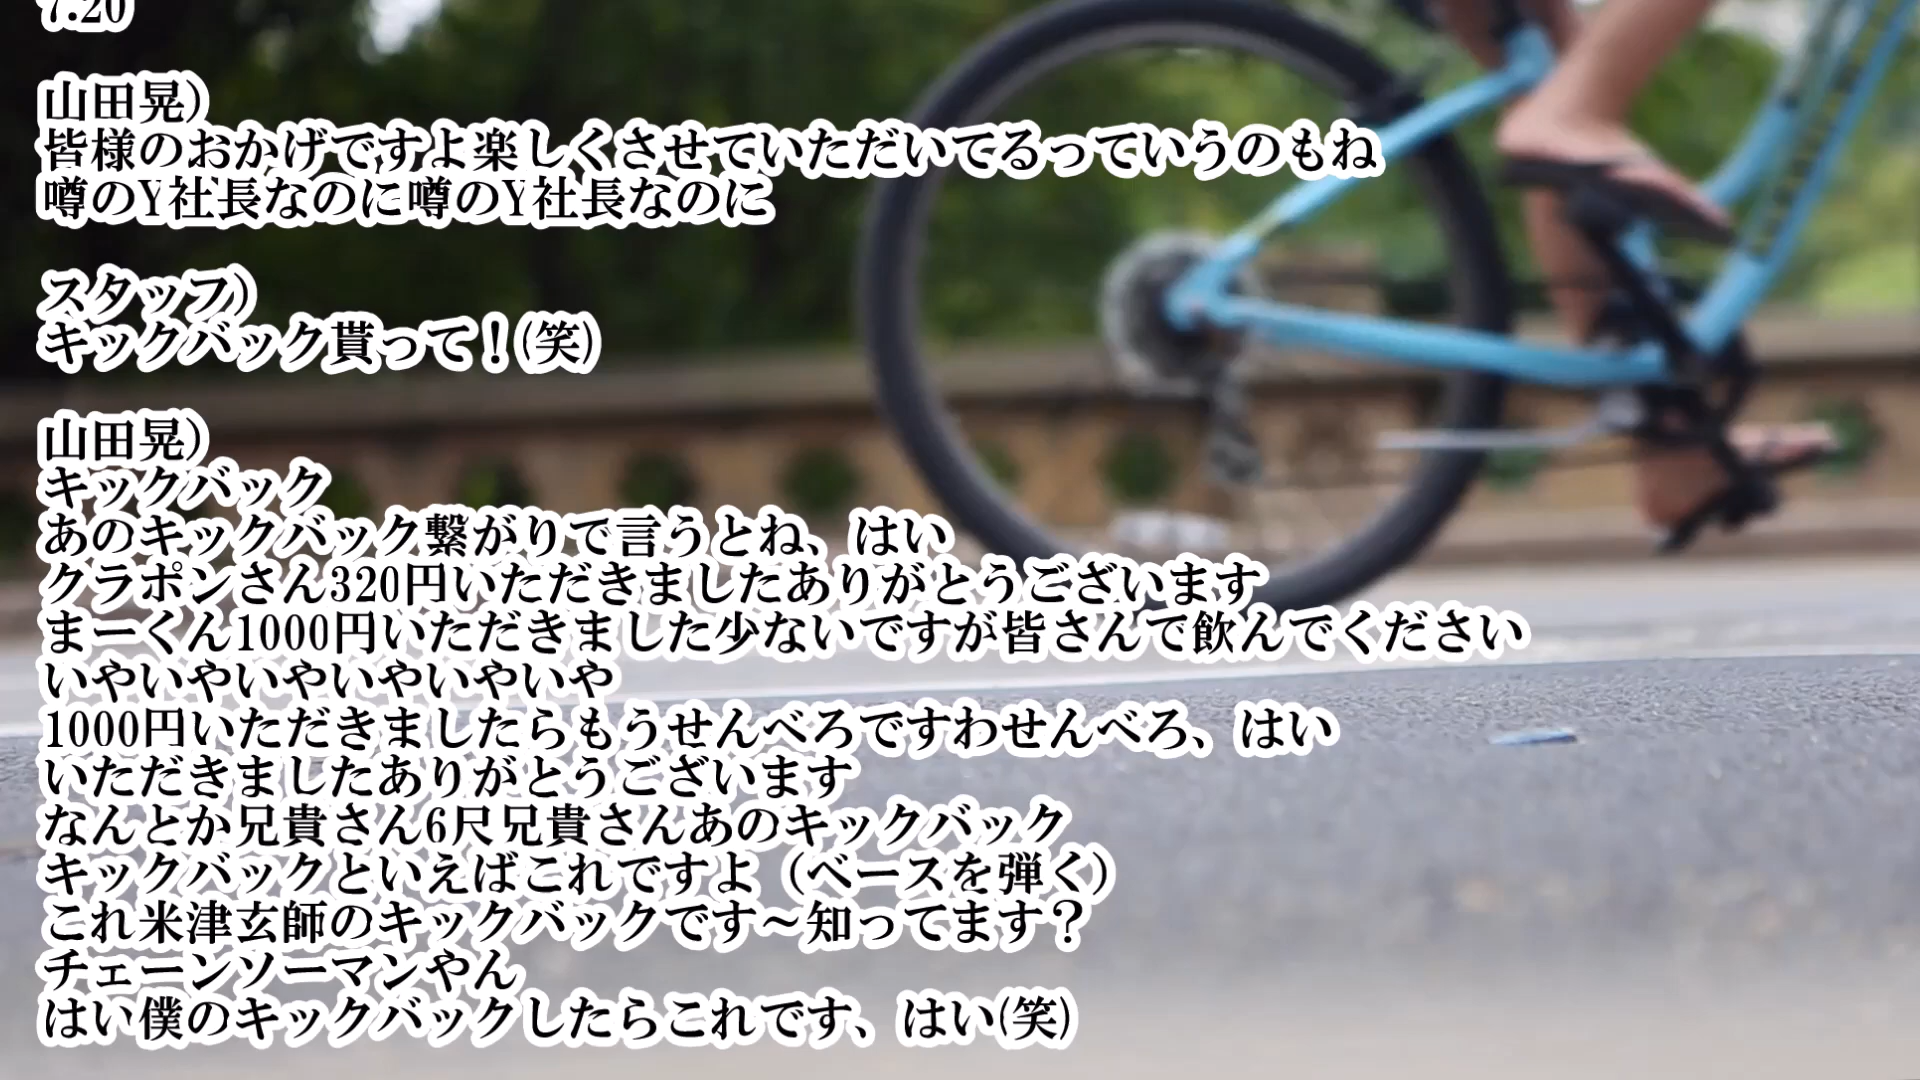 7:20
山田晃)
皆様のおかげですよ楽しくさせていただいてるっていうのもね
噂のY社長なのに噂のY社長なのに
スタッフ)
キックバック貰って！(笑)
山田晃)
キックバック
あのキックバック繋がりで言うとね、はい
クラポンさん320円いただきましたありがとうございます
まーくん1000円いただきました少ないですが皆さんで飲んでください
いやいやいやいやいやいや
1000円いただきましたらもうせんべろですわせんべろ、はい
いただきましたありがとうございます
なんとか兄貴さん6尺兄貴さんあのキックバック
キックバックといえばこれですよ（ベースを弾く）
これ米津玄師のキックバックです～知ってます？
チェーンソーマンやん
はい僕のキックバックしたらこれです、はい(笑)